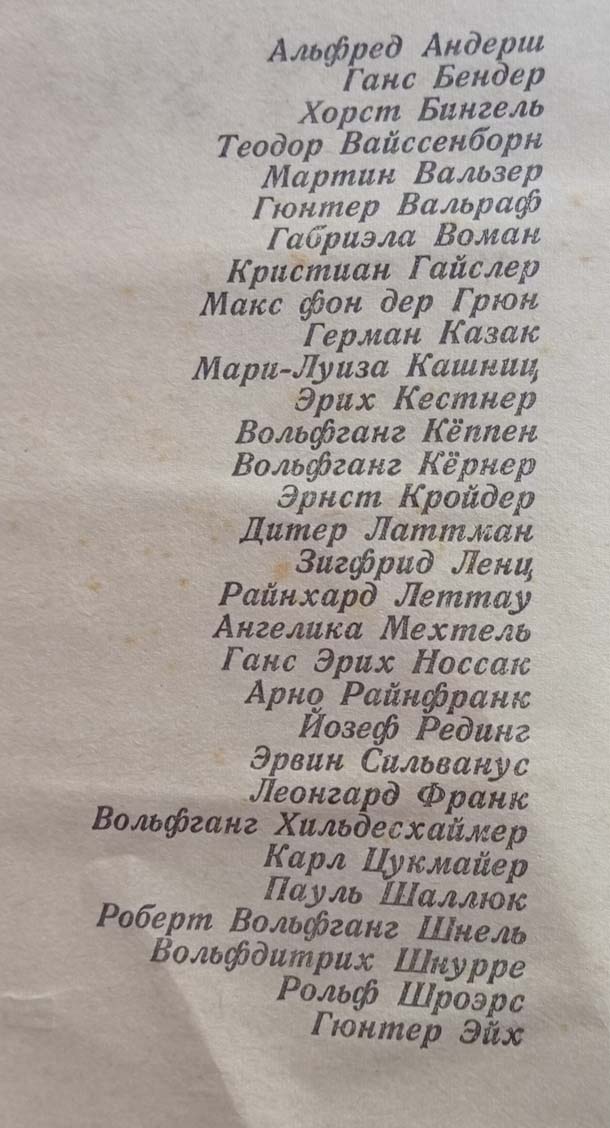 Альфред Андерш
Ганс Бендер
Хорст Бингель
Теодор Вайссенборн
Мартин Вальзер
Гюнтер Вальраф
Габриэла Воман
Кристиан Гайслер
Макс фон дер Грюн
Герман Казак
Мари-Луиза Кашниц
Эрих Кестнер
Вольфганг Кёппен
Вольфганг Кёрнер
Эрнст Кройдер
Дитер Латтман
Зигфрид Ленц
Райнхард Леттау
Ангелика Мехтель
Ганс Эрих Носсак
Арно Райнфранк
Йозеф Рединг
Эрвин Сильванус
Леонгард Франк
Вольфганг Хильдесхаймер
Карл Цукмайер
Пауль Шаллюк
Роберт Вольфганг Шнель
Вольфдитрих Шнурре
Рольф Шроэрс
Гюнтер Эйх